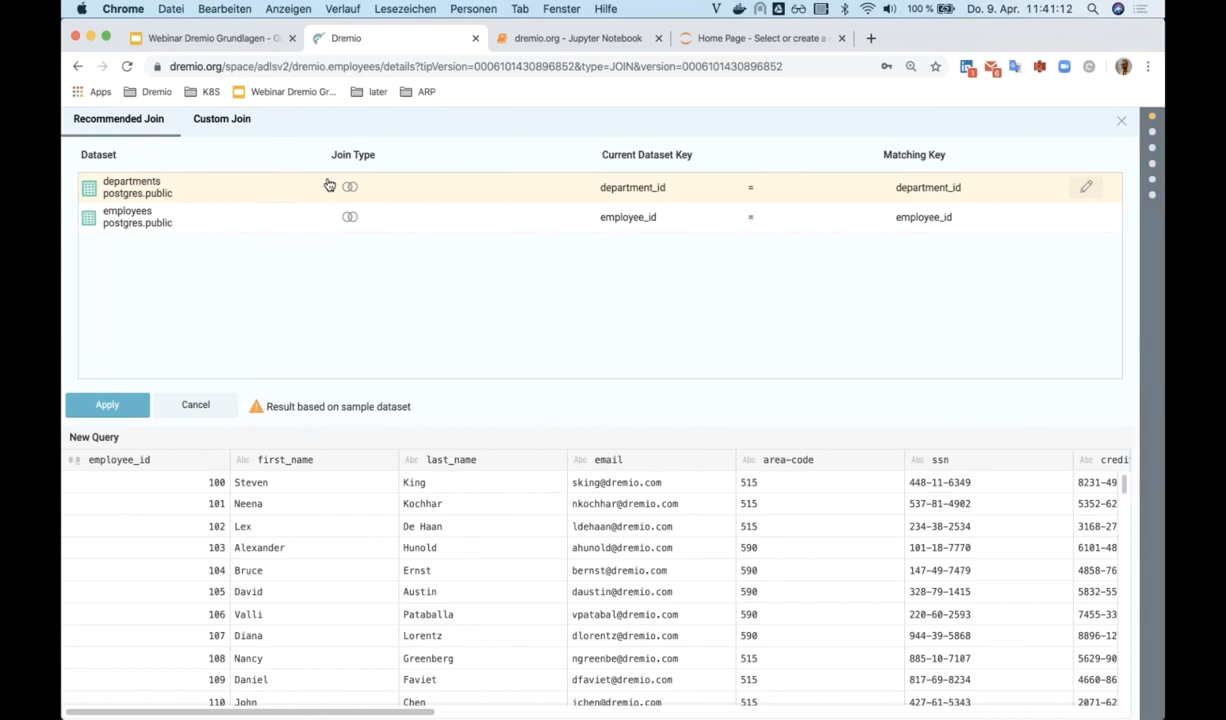 Chrome Datei Bearbeiten Anzeigen Verlauf Lesezeichen Personen Tab Fenster Hilfe 100 % Do. 9. Apr. 11:41:12
Webinar Dremio Grundlagen - G Dremio dremio.org - Jupyter Notebook Home Page - Select or create a
dremio.org/space/adlsv2/dremio.employees/details?tipVersion=0006101430896852&type=JOIN&version=0006101430896852
Apps Dremio K8S Webinar Dremio Gr... later ARP
Recommended Join Custom Join
Dataset Join Type Current Dataset Key Matching Key
departments
postgres.public department_id = department_id
employees
postgres.public employee_id = employee_id
Apply Cancel Result based on sample dataset
New Query
employee_id Abc first_name Abc last_name Abc email Abc area-code Abc ssn Abc credi
100 Steven King sking@dremio.com 515 448-11-6349 8231-49
101 Neena Kochhar nkochhar@dremio.com 515 537-81-4902 5352-62
102 Lex De Haan ldehaan@dremio.com 515 234-38-2534 3168-27
103 Alexander Hunold ahunold@dremio.com 590 101-18-7770 6101-48
104 Bruce Ernst bernst@dremio.com 590 147-49-7479 4858-76
105 David Austin daustin@dremio.com 590 328-79-1415 5832-55
106 Valli Pataballa vpatabal@dremio.com 590 220-60-2593 7455-33
107 Diana Lorentz dlorentz@dremio.com 590 944-39-5868 8896-12
108 Nancy Greenberg ngreenbe@dremio.com 515 885-10-7107 5629-90
109 Daniel Faviet dfaviet@dremio.com 515 817-69-8234 4660-86
110 John Chen jchen@dremio.com 515 427-61-5343 2071-62